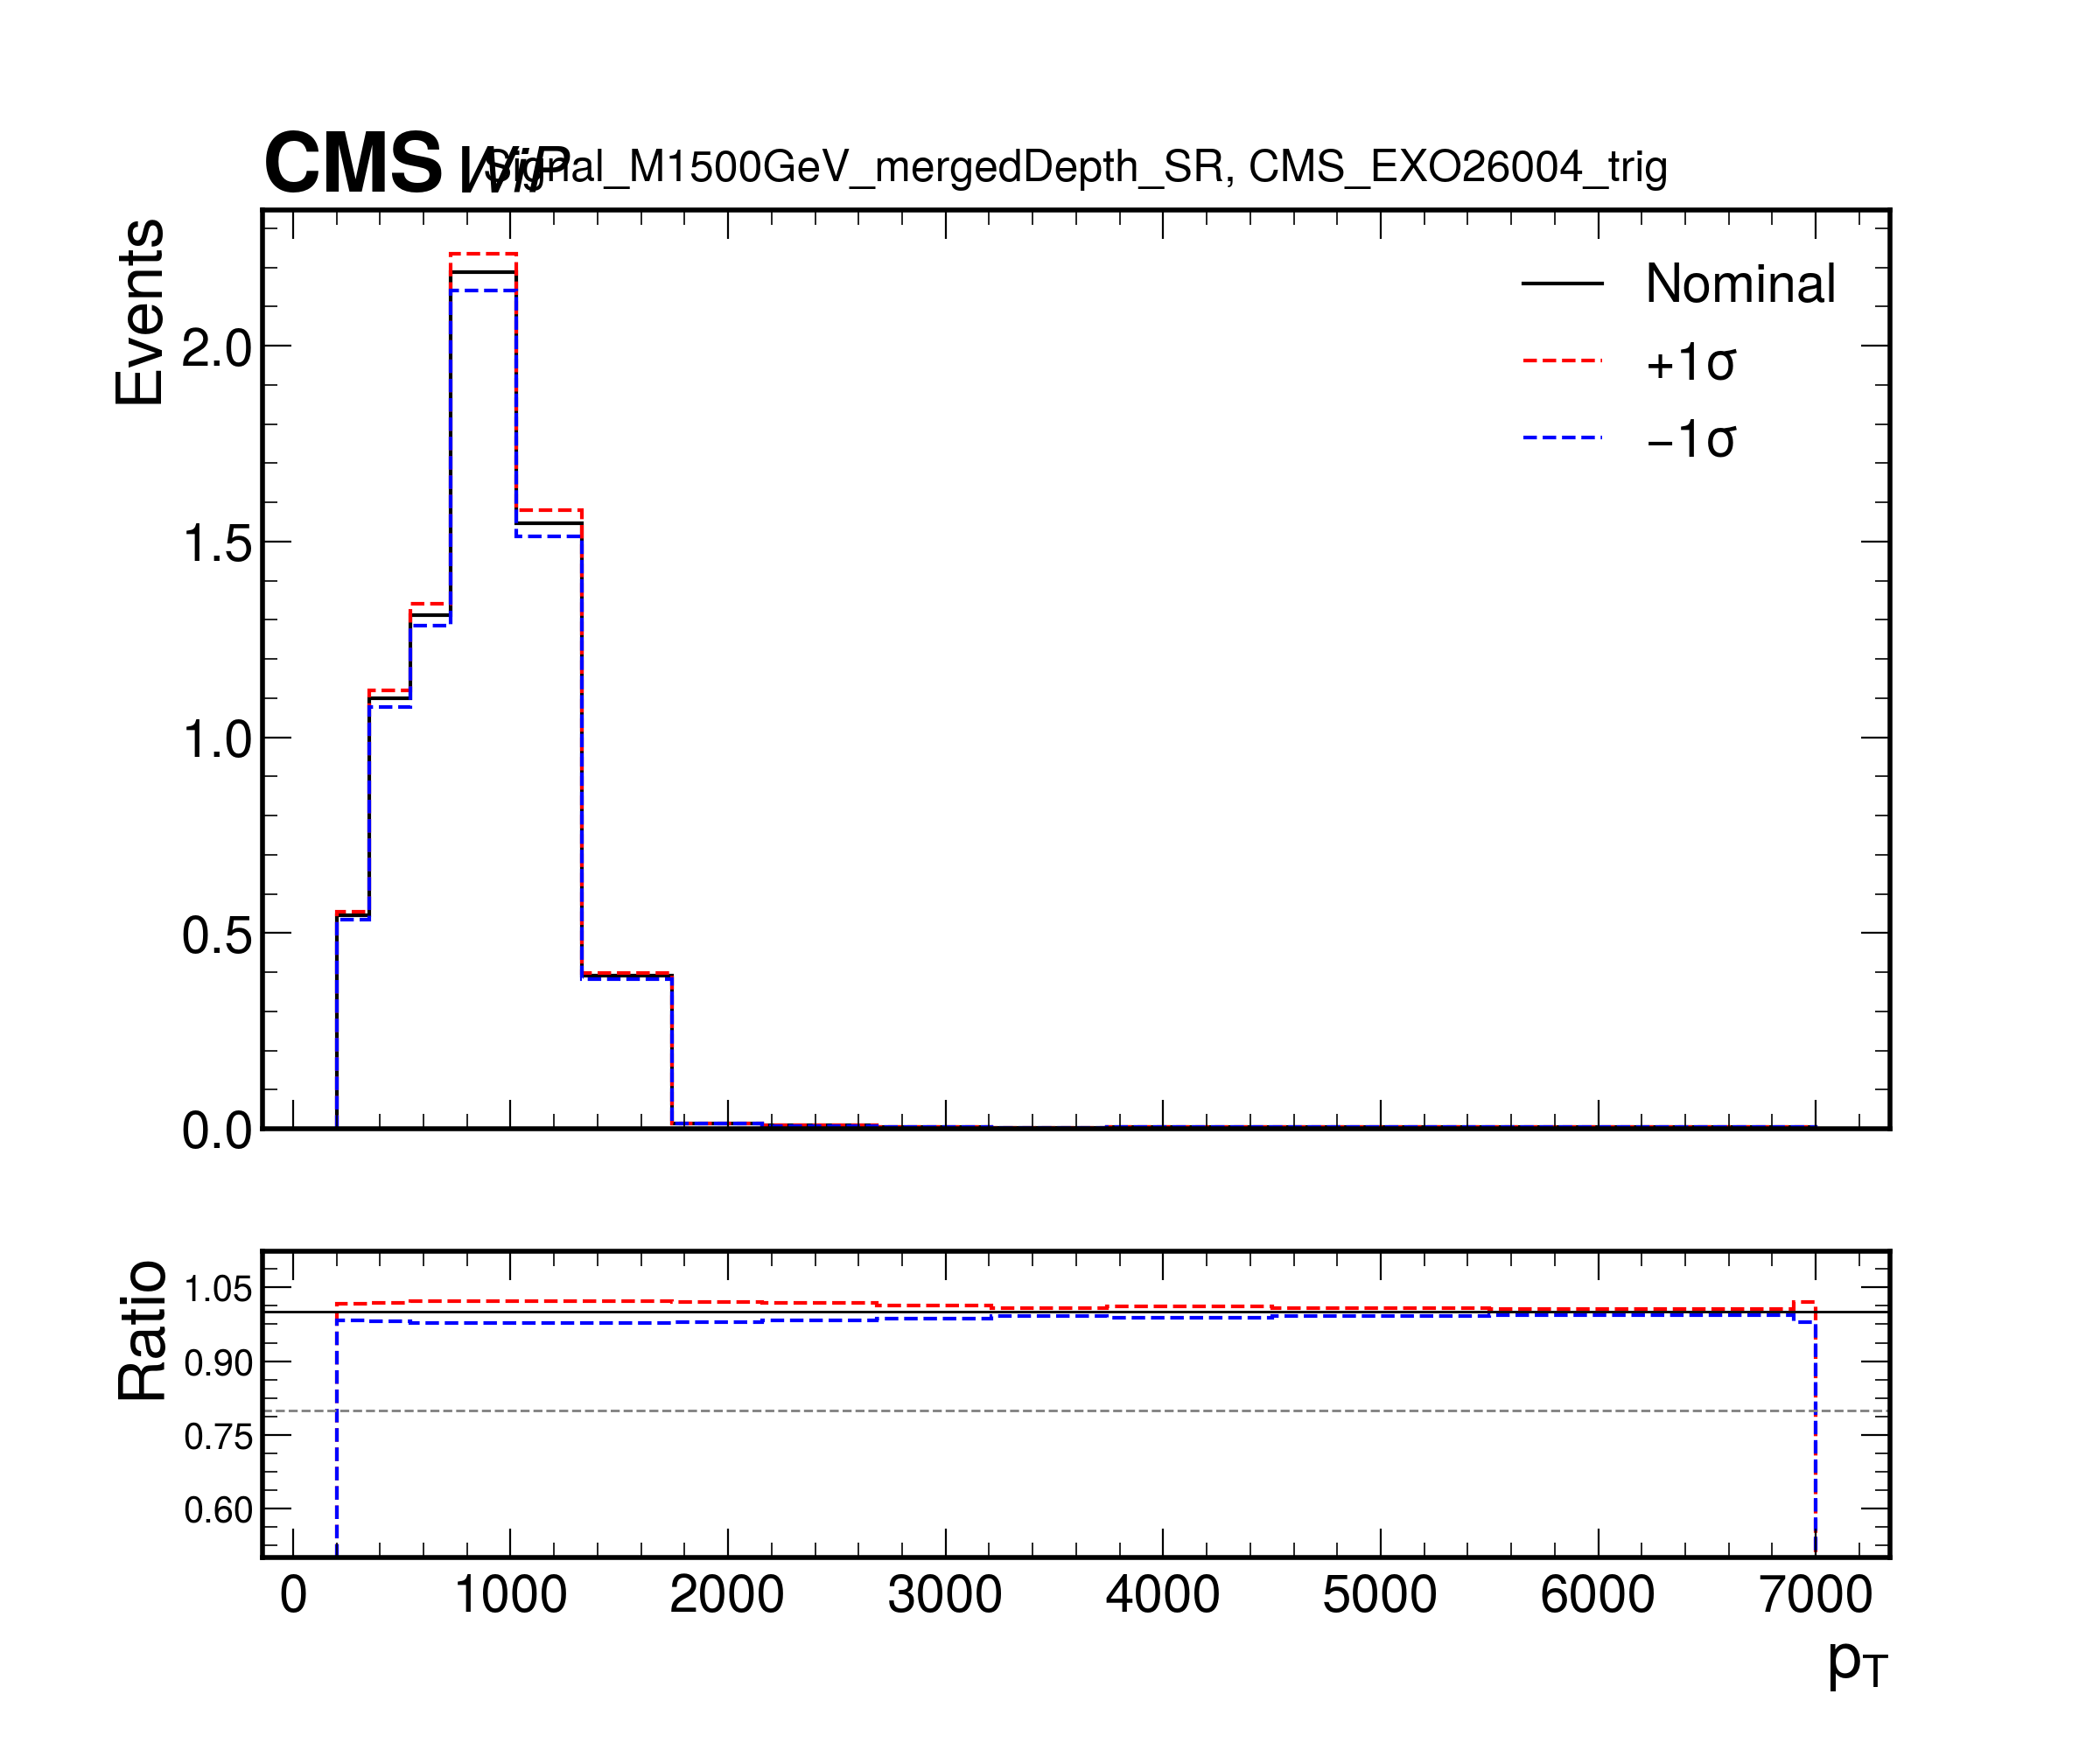 CMS WiP Signal_M1500GeV_mergedDepth_SR, CMS_EXO26004_trig
Events
2.0
1.5
1.0
0.5
0.0
Nominal
+1σ
−1σ
Ratio
1.05
0.90
0.75
0.60
0 1000 2000 3000 4000 5000 6000 7000
pT